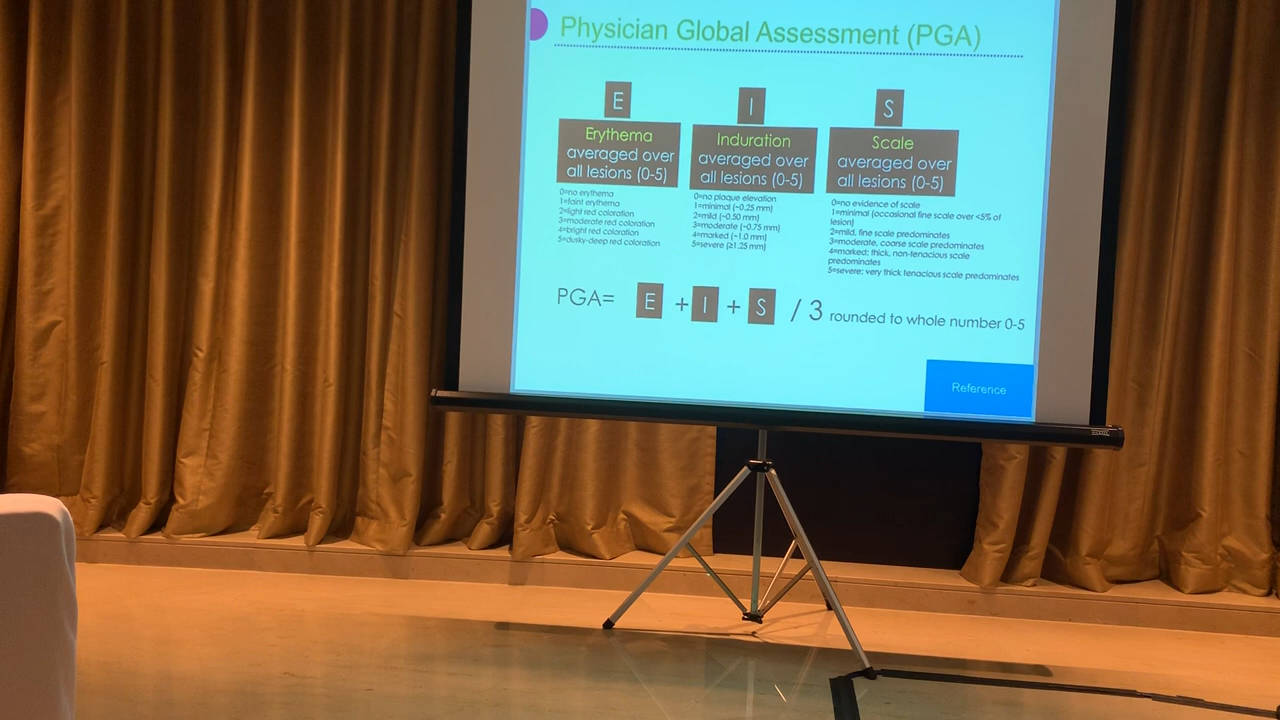 Physician Global Assessment (PGA)
E
I
S
Erythema
averaged over
all lesions (0-5)
Induration
averaged over
all lesions (0-5)
Scale
averaged over
all lesions (0-5)
0=no erythema
1=faint erythema
2=light red coloration
3=moderate red coloration
4=bright red coloration
5=dusky-deep red coloration
0=no plaque elevation
1=minimal (~0.25 mm)
2=mild (~0.50 mm)
3=moderate (~0.75 mm)
4=marked (~1.0 mm)
5=severe (≥1.25 mm)
0=no evidence of scale
1=minimal (occasional fine scale over <5% of
lesion)
2=mild, fine scale predominates
3=moderate, coarse scale predominates
4=marked; thick, non-tenacious scale
predominates
5=severe; very thick tenacious scale predominates
PGA= E + I + S / 3 rounded to whole number 0-5
Reference